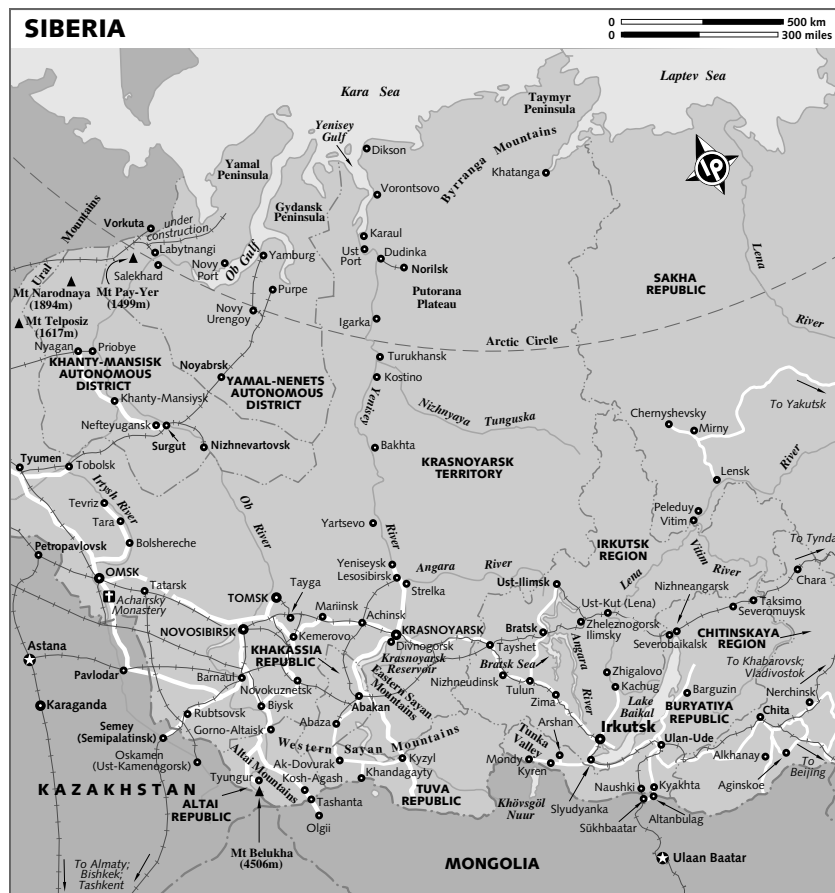 SIBERIA
0 500 km
0 300 miles
Laptev Sea
Kara Sea
Taymyr
Peninsula
Yenisey
Gulf
Dikson
Byrranga Mountains
Khatanga
Yamal
Peninsula
Gydansk
Peninsula
Vorontsovo
LP
Vorkuta
under
construction
Ural Mountains
Labytnangi
Salekhard
Novy
Port
Ob Gulf
Yamburg
Karaul
Ust
Port
Dudinka
Norilsk
Lena
River
Mt Narodnaya
(1894m)
Mt Pay-Yer
(1499m)
Purpe
Putorana
Plateau
SAKHA
REPUBLIC
Mt Telposiz
(1617m)
Novy
Urengoy
Igarka
Arctic Circle
Nyagan
Priobye
KHANTY-MANSISK
AUTONOMOUS
DISTRICT
Noyabrsk
YAMAL-NENETS
AUTONOMOUS
DISTRICT
Turukhansk
Kostino
Yenisey
River
Nizhnyaya Tunguska
To Yakutsk
Khanty-Mansiysk
Nefteyugansk
Surgut
Nizhnevartovsk
Bakhta
Chernyshevsky
Mirny
Tyumen
Tobolsk
KRASNOYARSK
TERRITORY
Lensk
River
Irtysh River
Tevriz
Tara
Bolshereche
Ob
River
Yartsevo
Peleduy
Vitim
Petropavlovsk
IRKUTSK
REGION
Vitim
River
To Tynda
OMSK
Tatarsk
Achairsky
Monastery
TOMSK
Tayga
Mariinsk
Yeniseysk
Lesosibirsk
Strelka
Angara River
Ust-Ilimsk
Lena
Nizhneangarsk
Chara
Taksimo
Severomuysk
Achinsk
Ust-Kut (Lena)
Zheleznogorsk
Ilimsky
NOVOSIBIRSK
Kemerovo
KRASNOYARSK
Divnogorsk
Bratsk
Tayshet
Severobaikalsk
CHITINSKAYA
REGION
Astana
KHAKASSIA
REPUBLIC
Krasnoyarsk
Reservoir
Bratsk Sea
Angara
River
To Khabarovsk;
Vladivostok
Pavlodar
Barnaul
Novokuznetsk
Eastern Sayan
Mountains
Nizhneudinsk
Tulun
Zhigalovo
Kachug
Barguzin
Nerchinsk
Karaganda
Rubtsovsk
Biysk
Abakan
Zima
Lake
Baikal
BURYATIYA
REPUBLIC
Chita
Semey
(Semipalatinsk)
Gorno-Altaisk
Abaza
Arshan
Irkutsk
Ulan-Ude
Western Sayan Mountains
Tunka
Valley
Oskamen
(Ust-Kamenogorsk)
Altai Mountains
Ak-Dovurak
Kyzyl
Mondy
Kyren
Alkhanay
To
Beijing
KAZAKHSTAN
Tyungur
Kosh-Agash
Khandagayty
Slyudyanka
Naushki
Kyakhta
Aginskoe
ALTAI
REPUBLIC
Tashanta
TUVA
REPUBLIC
Khövsgöl
Nuur
Sükhbaatar
Altanbulag
Olgii
Mt Belukha
(4506m)
MONGOLIA
Ulaan Baatar
To Almaty;
Bishkek;
Tashkent